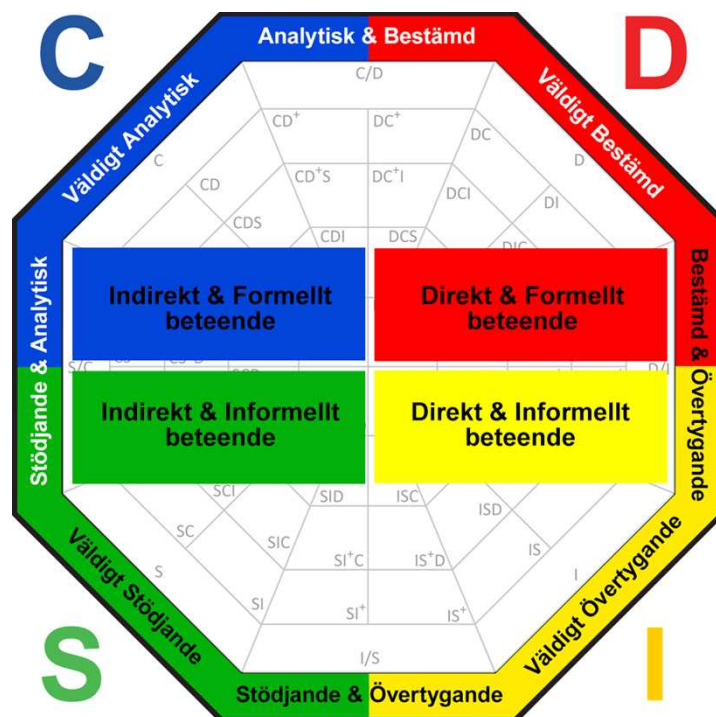 C
D
Analytisk & Bestämd
Väldigt Analytisk
Väldigt Bestämd
C/D
CD+
DC+
C
DC
D
CD
CD+S
DC+I
DCI
DI
CDS
CDI
DCS
Stödjande & Analytisk
Indirekt & Formellt
beteende
Direkt & Formellt
beteende
Bestämd & Övertygande
S/C
D/I
Indirekt & Informellt
beteende
Direkt & Informellt
beteende
SCI
SID
ISC
ISD
SC
SIC
SI+C
IS+D
IS
S
I
SI
SI+
IS+
I/S
Väldigt Stödjande
Väldigt Övertygande
S
I
Stödjande & Övertygande